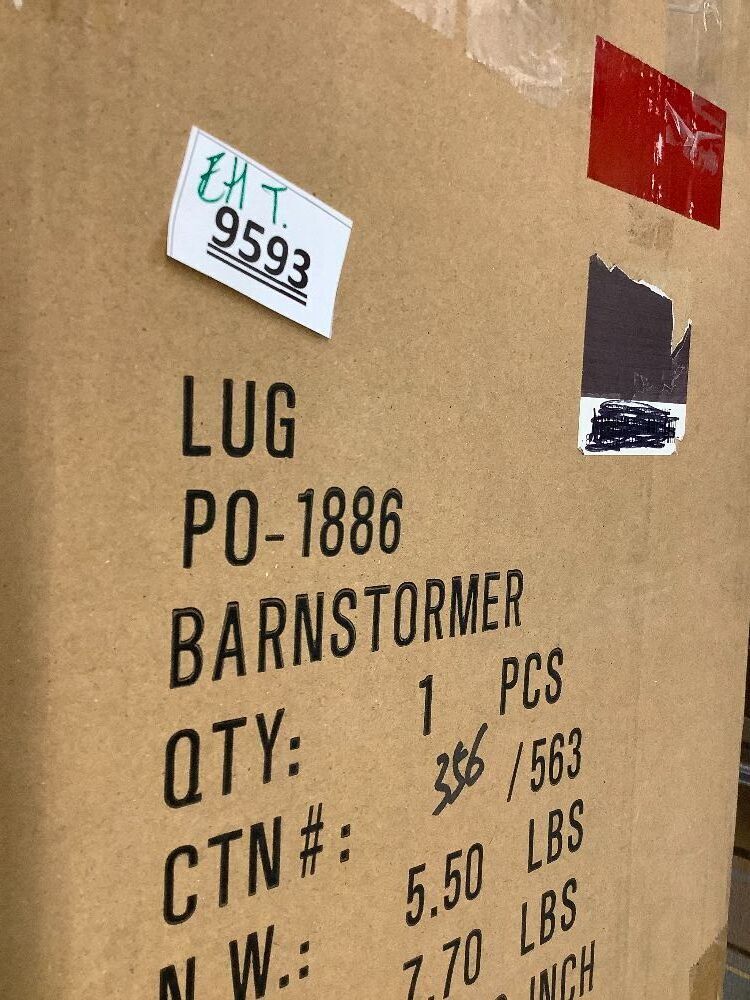 EH T.
9593
LUG
PO-1886
BARNSTORMER
QTY: 1 PCS
CTN#: 356 /563
N.W.: 5.50 LBS
7.70 LBS
INCH